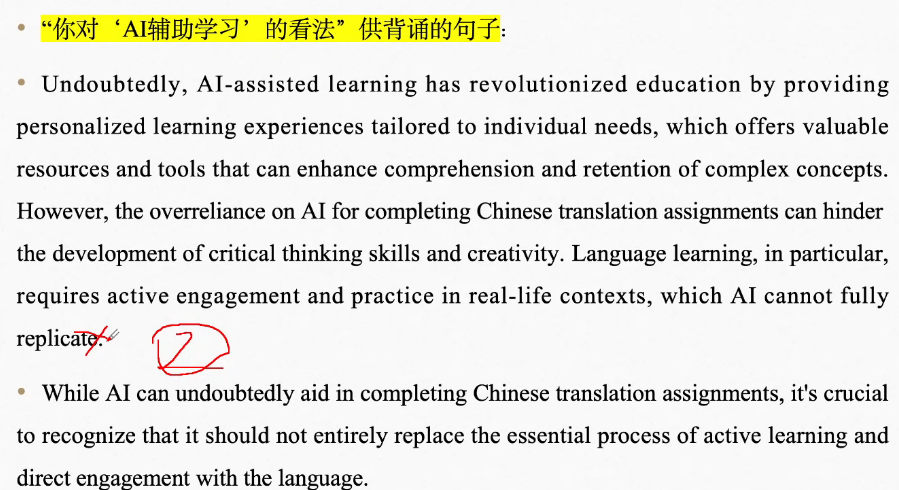 • “你对‘AI辅助学习’的看法”供背诵的句子:
• Undoubtedly, AI-assisted learning has revolutionized education by providing
personalized learning experiences tailored to individual needs, which offers valuable
resources and tools that can enhance comprehension and retention of complex concepts.
However, the overreliance on AI for completing Chinese translation assignments can hinder
the development of critical thinking skills and creativity. Language learning, in particular,
requires active engagement and practice in real-life contexts, which AI cannot fully
replicate.
• While AI can undoubtedly aid in completing Chinese translation assignments, it's crucial
to recognize that it should not entirely replace the essential process of active learning and
direct engagement with the language.